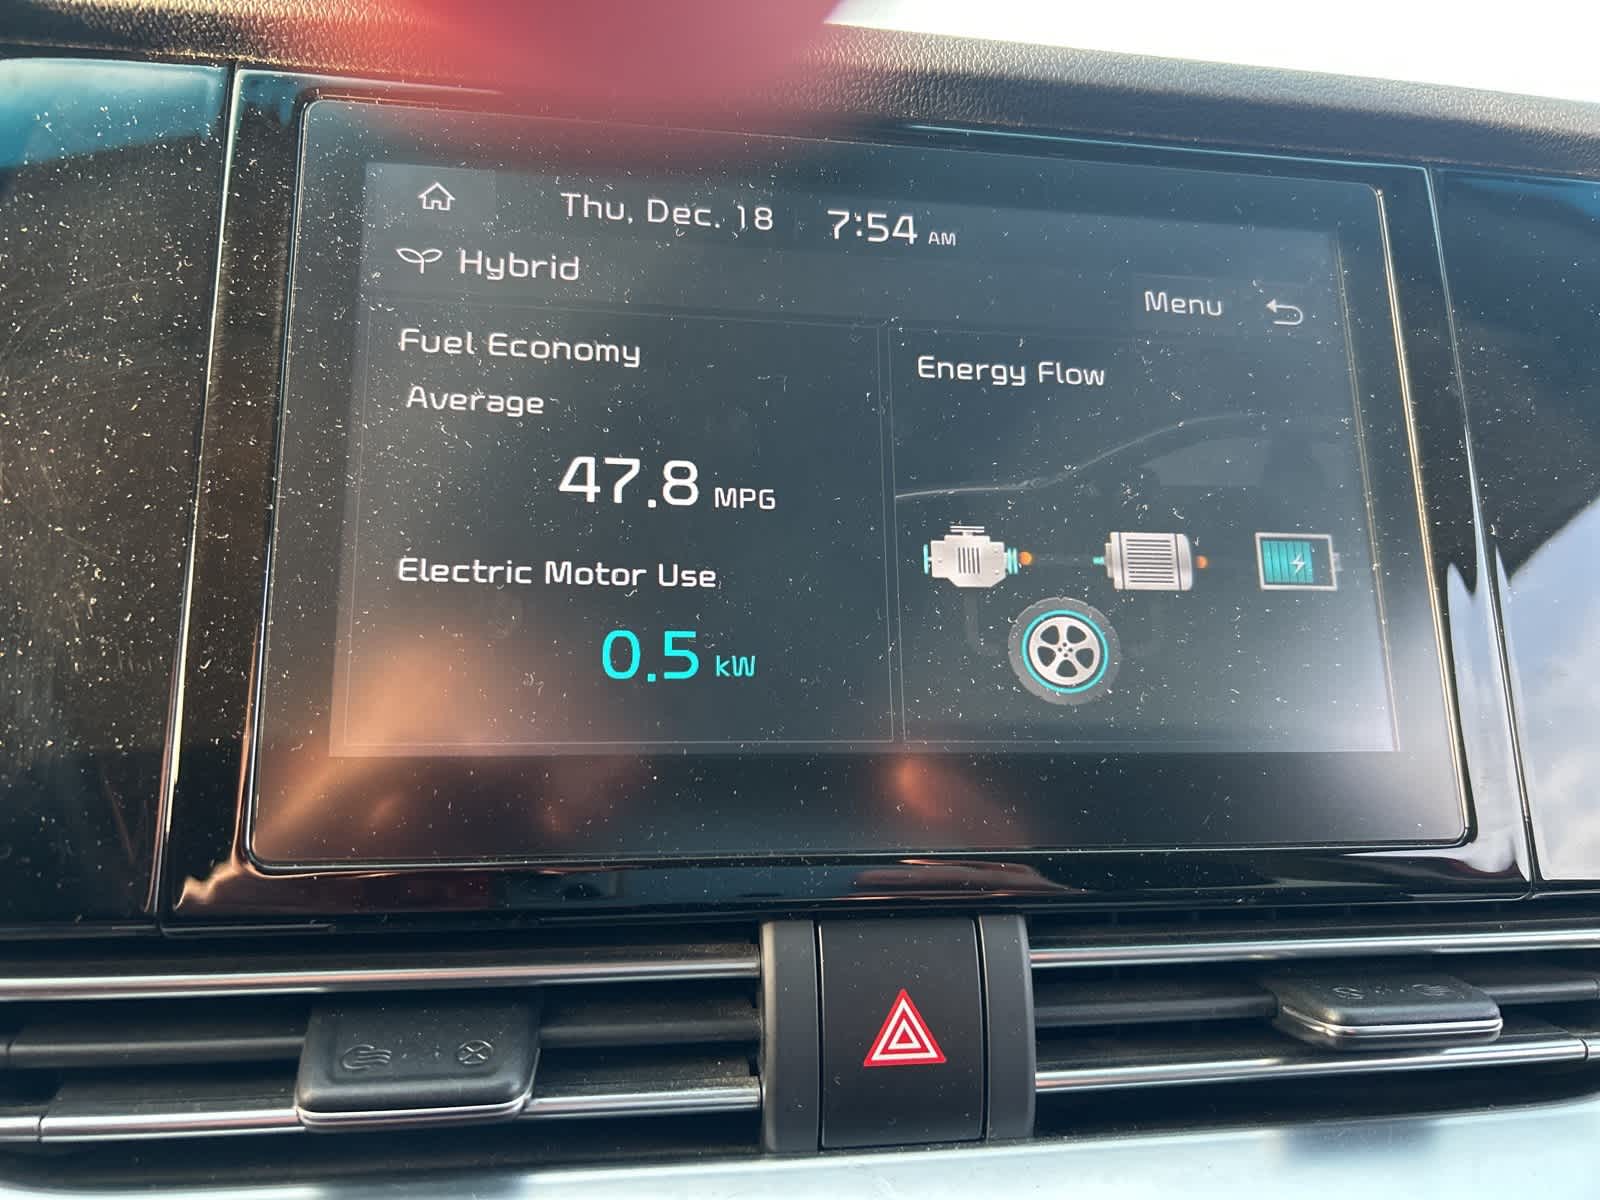 Thu, Dec. 18 7:54 AM
Hybrid
Menu
Fuel Economy
Average
47.8 MPG
Electric Motor Use
0.5 kW
Energy Flow